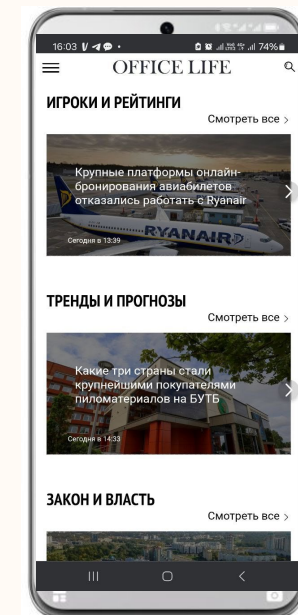 16:03
74%
OFFICE LIFE
ИГРОКИ И РЕЙТИНГИ
Смотреть все >
Крупные платформы онлайн-
бронирования авиабилетов
отказались работать с Ryanair
RYANAIR
Сегодня в 13:39
ТРЕНДЫ И ПРОГНОЗЫ
Смотреть все >
Какие три страны стали
крупнейшими покупателями
пиломатериалов на БУТБ
Сегодня в 14:33
ЗАКОН И ВЛАСТЬ
Смотреть все >